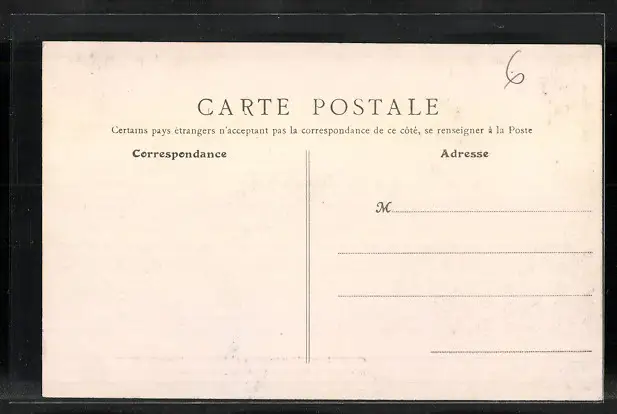 6
CARTE POSTALE
Certains pays étrangers n'acceptant pas la correspondance de ce côté, se renseigner à la Poste
Correspondance
Adresse
M